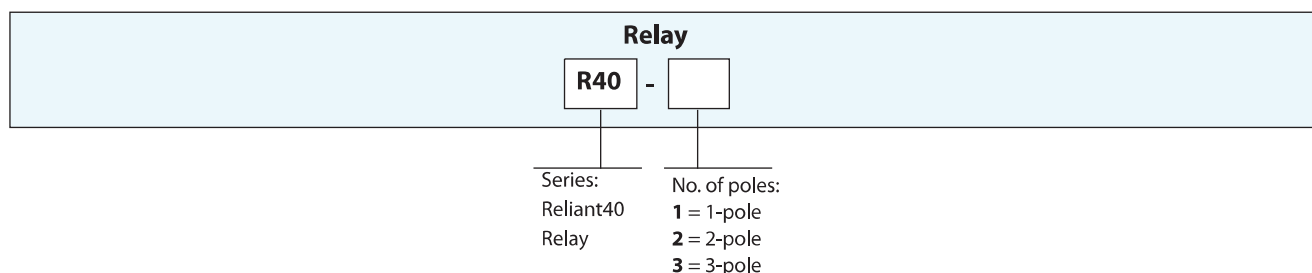 Relay
R40 -
Series:
Reliant40
Relay
No. of poles:
1 = 1-pole
2 = 2-pole
3 = 3-pole